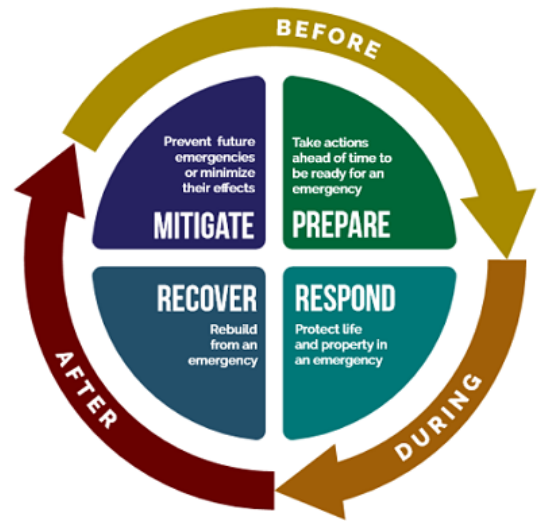 BEFORE
Prevent future
emergencies
or minimize
their effects
MITIGATE
Take actions
ahead of time to
be ready for an
emergency
PREPARE
RECOVER
Rebuild
from an
emergency
RESPOND
Protect life
and property in
an emergency
AFTER
DURING